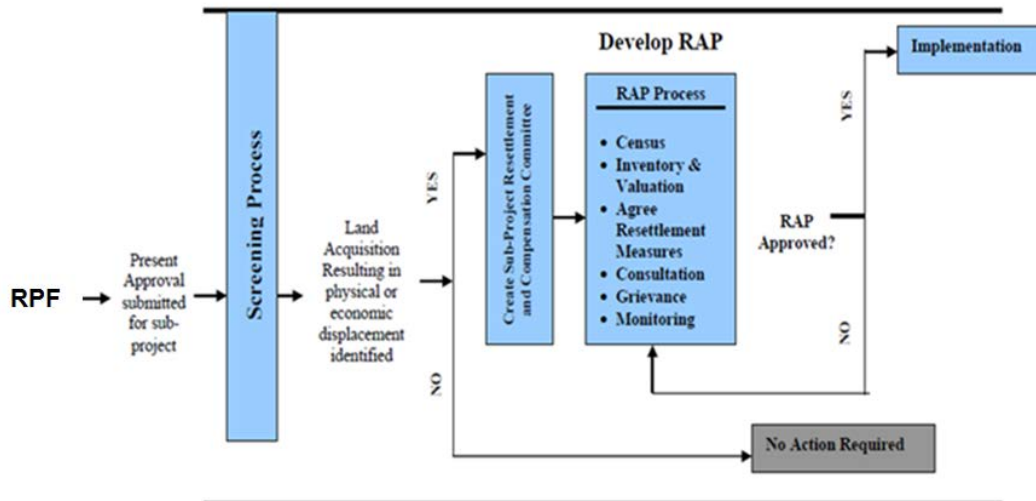 RPF
Present
Approval
submitted
for sub-
project
Screening Process
Land
Acquisition
Resulting in
physical or
economic
displacement
identified
YES
NO
Create Sub-Project Resettlement
and Compensation Committee
Develop RAP
RAP Process
• Census
• Inventory &
Valuation
• Agree
Resettlement
Measures
• Consultation
• Grievance
• Monitoring
RAP
Approved?
YES
NO
Implementation
No Action Required